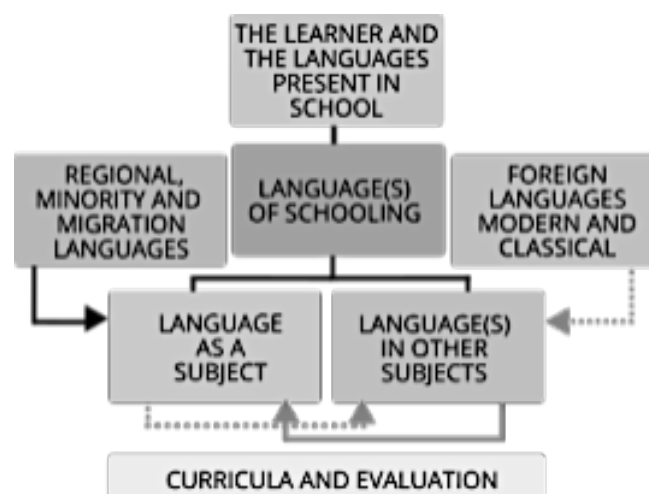 THE LEARNER AND
THE LANGUAGES
PRESENT IN
SCHOOL
REGIONAL,
MINORITY AND
MIGRATION
LANGUAGES
LANGUAGE(S)
OF SCHOOLING
FOREIGN
LANGUAGES
MODERN AND
CLASSICAL
LANGUAGE
AS A
SUBJECT
LANGUAGE(S)
IN OTHER
SUBJECTS
CURRICULA AND EVALUATION